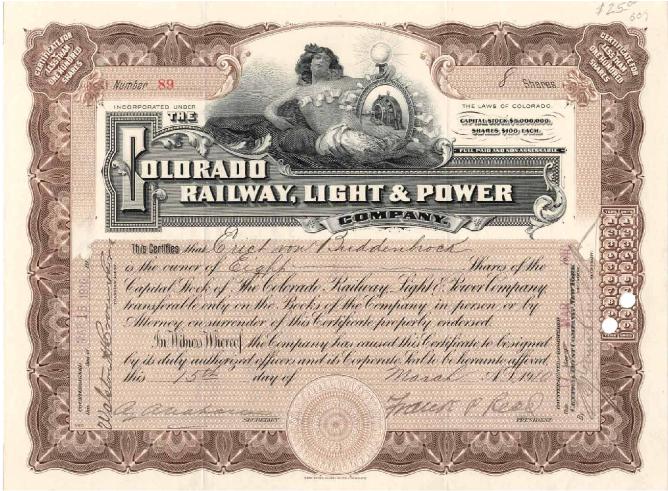 $250
CERTIFICATE FOR LESS THAN ONE HUNDRED SHARES
CERTIFICATE FOR LESS THAN ONE HUNDRED SHARES
Number 89
8 Shares
INCORPORATED UNDER
THE LAWS OF COLORADO.
CAPITAL STOCK $5,000,000.
SHARES, $100, EACH.
FULL PAID AND NON-ASSESSABLE.
THE
COLORADO
RAILWAY, LIGHT & POWER
COMPANY.
This Certifies that Erich von Buddenbrock
is the owner of Eight Shares of the
Capital Stock of The Colorado Railway, Light & Power Company
transferable only on the Books of the Company in person or by
Attorney on surrender of this Certificate properly endorsed.
In Witness Whereof, the Company has caused this Certificate to be signed
by its duly authorized officers and its Corporate Seal to be hereunto affixed,
this 15th day of March A.D. 1910
SECRETARY
Frank P. Read
PRESIDENT